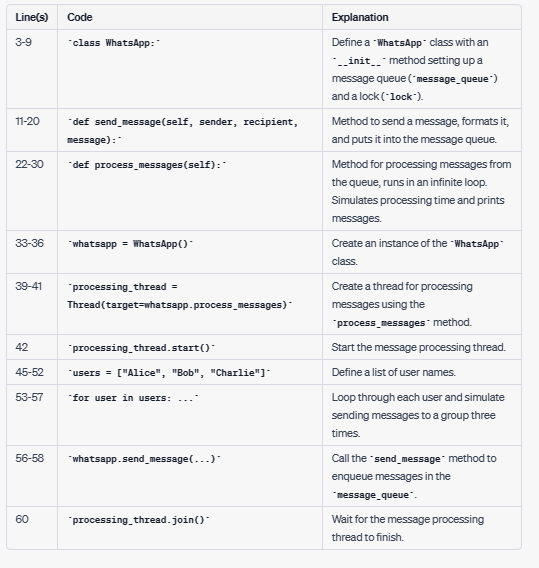 Line(s) Code Explanation
3-9 `class WhatsApp:` Define a `WhatsApp` class with an
`__init__` method setting up a
message queue (`message_queue`)
and a lock (`lock`).
11-20 `def send_message(self, sender, recipient, Method to send a message, formats it,
message):` and puts it into the message queue.
22-30 `def process_messages(self):` Method for processing messages from
the queue, runs in an infinite loop.
Simulates processing time and prints
messages.
33-36 `whatsapp = WhatsApp()` Create an instance of the `WhatsApp`
class.
39-41 `processing_thread = Create a thread for processing
Thread(target=whatsapp.process_messages)` messages using the
`process_messages` method.
42 `processing_thread.start()` Start the message processing thread.
45-52 `users = ["Alice", "Bob", "Charlie"]` Define a list of user names.
53-57 `for user in users: ...` Loop through each user and simulate
sending messages to a group three
times.
56-58 `whatsapp.send_message(...)` Call the `send_message` method to
enqueue messages in the
`message_queue`.
60 `processing_thread.join()` Wait for the message processing
thread to finish.